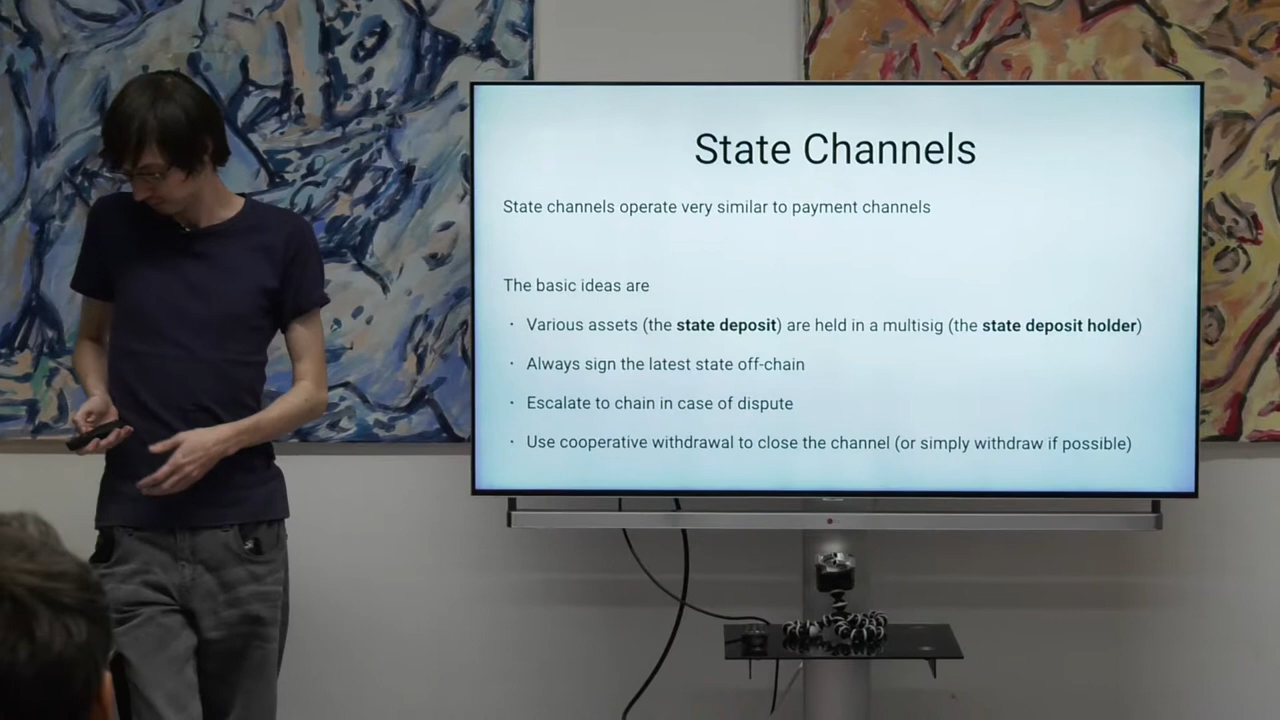 State Channels
State channels operate very similar to payment channels
The basic ideas are
· Various assets (the state deposit) are held in a multisig (the state deposit holder)
· Always sign the latest state off-chain
· Escalate to chain in case of dispute
· Use cooperative withdrawal to close the channel (or simply withdraw if possible)